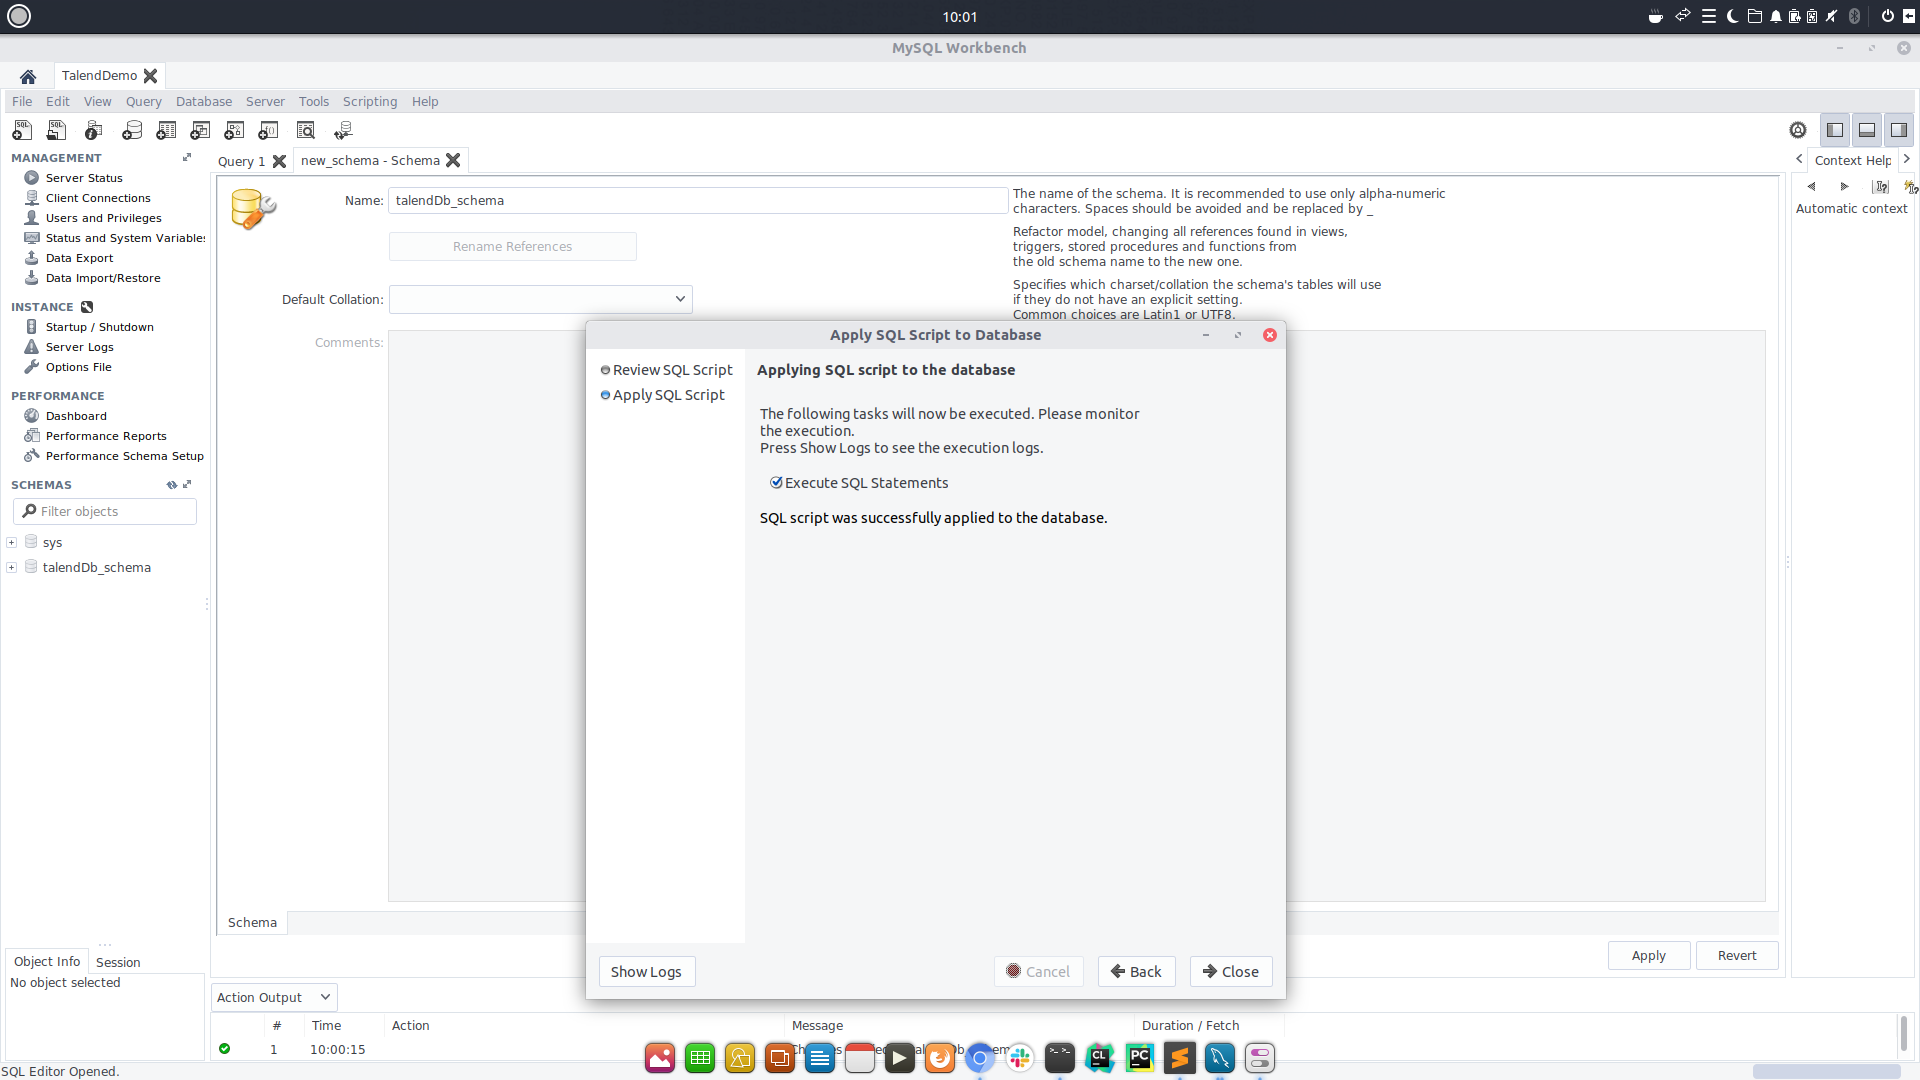 10:01
MySQL Workbench
TalendDemo
File Edit View Query Database Server Tools Scripting Help
MANAGEMENT
Server Status
Client Connections
Users and Privileges
Status and System Variables
Data Export
Data Import/Restore
INSTANCE
Startup / Shutdown
Server Logs
Options File
PERFORMANCE
Dashboard
Performance Reports
Performance Schema Setup
SCHEMAS
Filter objects
sys
talendDb_schema
Object Info Session
No object selected
Query 1 new_schema - Schema
Name: talendDb_schema
Rename References
Default Collation:
Comments:
The name of the schema. It is recommended to use only alpha-numeric
characters. Spaces should be avoided and be replaced by _
Refactor model, changing all references found in views,
triggers, stored procedures and functions from
the old schema name to the new one.
Specifies which charset/collation the schema's tables will use
if they do not have an explicit setting.
Common choices are Latin1 or UTF8.
Context Help
Automatic context
Apply SQL Script to Database
Review SQL Script
Apply SQL Script
Applying SQL script to the database
The following tasks will now be executed. Please monitor
the execution.
Press Show Logs to see the execution logs.
Execute SQL Statements
SQL script was successfully applied to the database.
Show Logs Cancel Back Close
Schema
Apply Revert
Action Output
# Time Action Message Duration / Fetch
1 10:00:15
CL
PC
SQL Editor Opened.